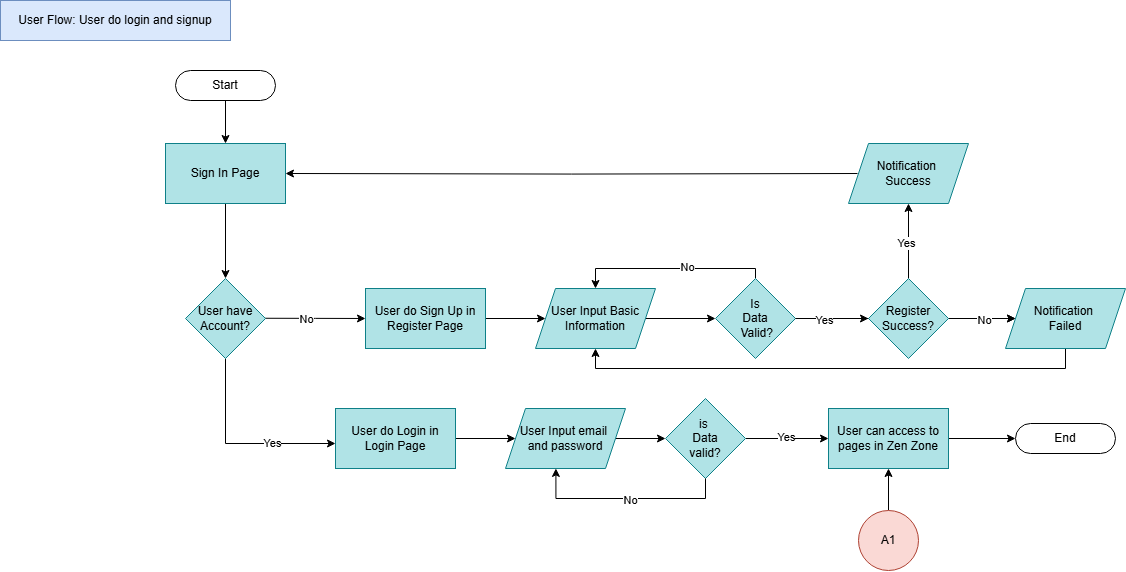 User Flow: User do login and signup
Start
Sign In Page
Notification
Success
Yes
No
User have
Account?
No
User do Sign Up in
Register Page
User Input Basic
Information
Is
Data
Valid?
Yes
Register
Success?
No
Notification
Failed
Yes
User do Login in
Login Page
User Input email
and password
is
Data
valid?
Yes
User can access to
pages in Zen Zone
End
No
A1